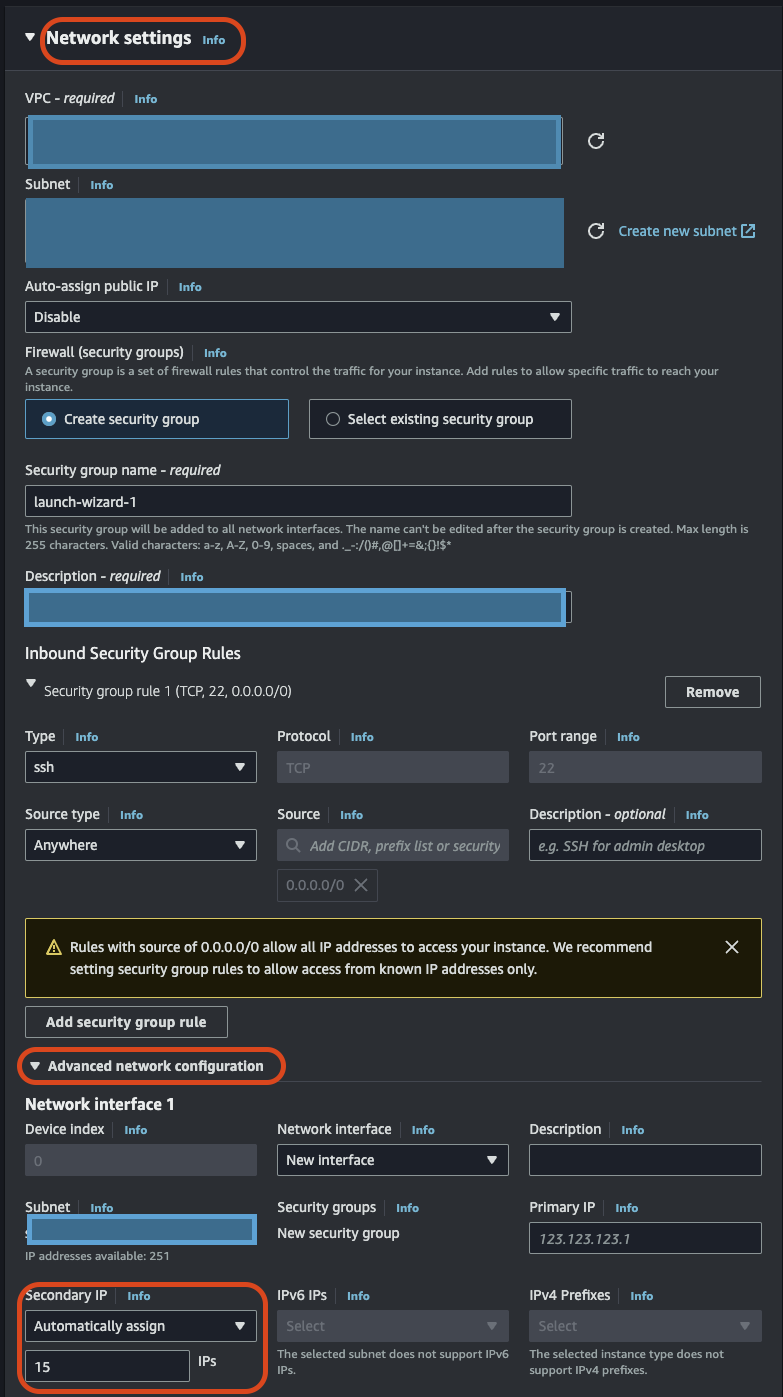 Network settings Info
VPC - required Info
Subnet Info
Create new subnet
Auto-assign public IP Info
Disable
Firewall (security groups) Info
A security group is a set of firewall rules that control the traffic for your instance. Add rules to allow specific traffic to reach your
instance.
Create security group Select existing security group
Security group name - required
launch-wizard-1
This security group will be added to all network interfaces. The name can't be edited after the security group is created. Max length is
255 characters. Valid characters: a-z, A-Z, 0-9, spaces, and ._-:/()#,@[]+=&;{}!$*
Description - required Info
Inbound Security Group Rules
Security group rule 1 (TCP, 22, 0.0.0.0/0) Remove
Type Info Protocol Info Port range Info
ssh TCP 22
Source type Info Source Info Description - optional Info
Anywhere Add CIDR, prefix list or security e.g. SSH for admin desktop
0.0.0.0/0
Rules with source of 0.0.0.0/0 allow all IP addresses to access your instance. We recommend
setting security group rules to allow access from known IP addresses only.
Add security group rule
Advanced network configuration
Network interface 1
Device index Info Network interface Info Description Info
0 New interface
Subnet Info Security groups Info Primary IP Info
New security group 123.123.123.1
IP addresses available: 251
Secondary IP Info IPv6 IPs Info IPv4 Prefixes Info
Automatically assign Select Select
15 IPs The selected subnet does not support IPv6 The selected instance type does not
IPs. support IPv4 prefixes.